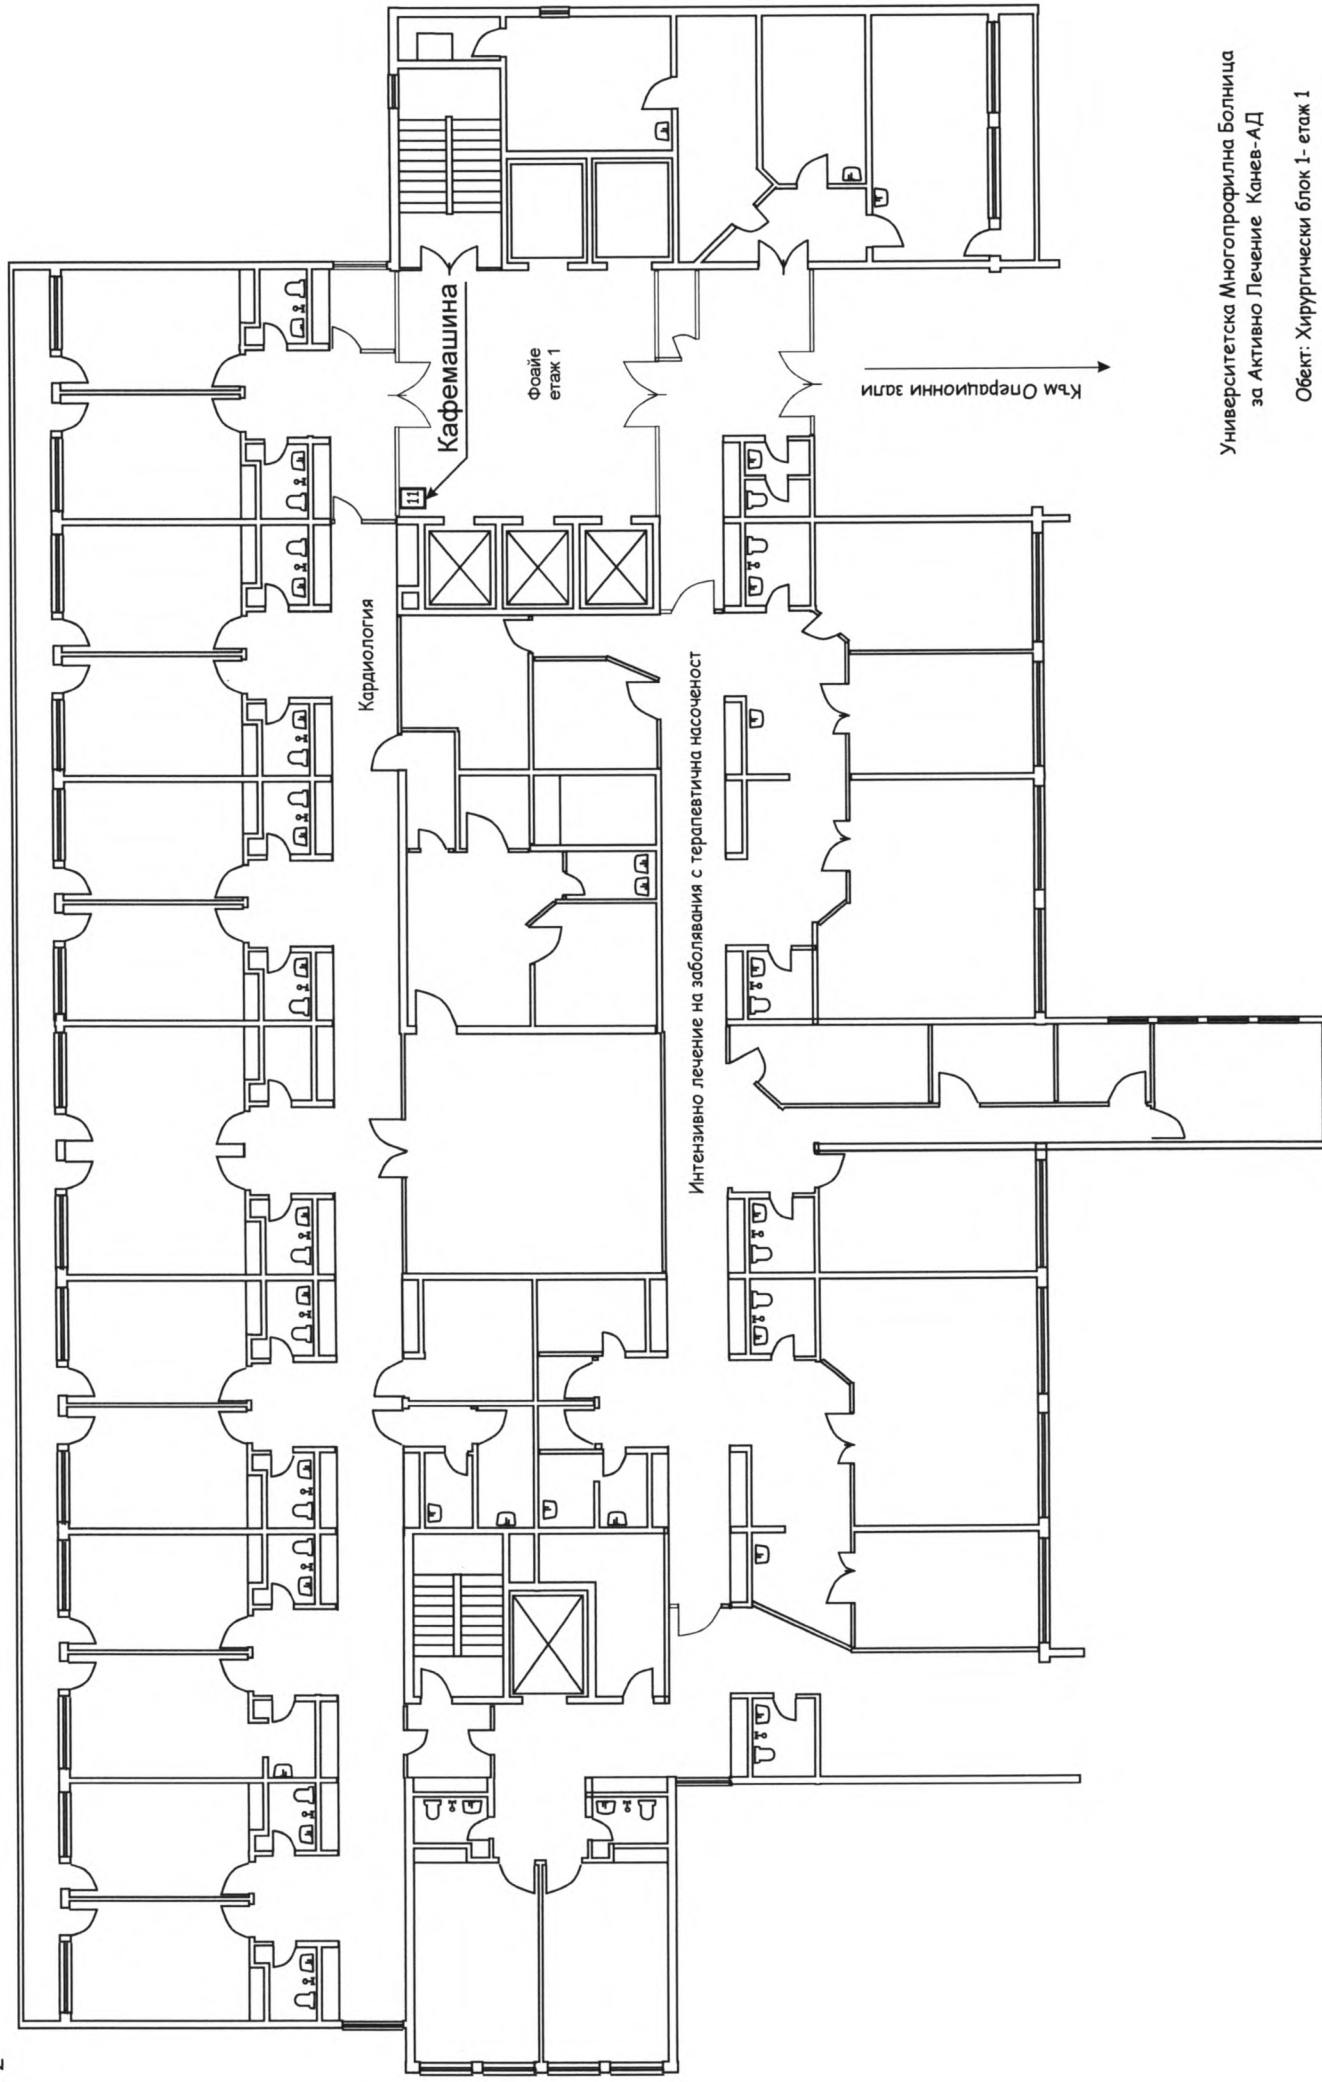 Кафемашина
11
Фоайе
етаж 1
Към Операционни зали
Кардиология
Интензивно лечение на заболявания с терапевтична насоченост
Университетска Многопрофилна Болница
за Активно Лечение Канев-АД
Обект: Хирургически блок 1- етаж 1